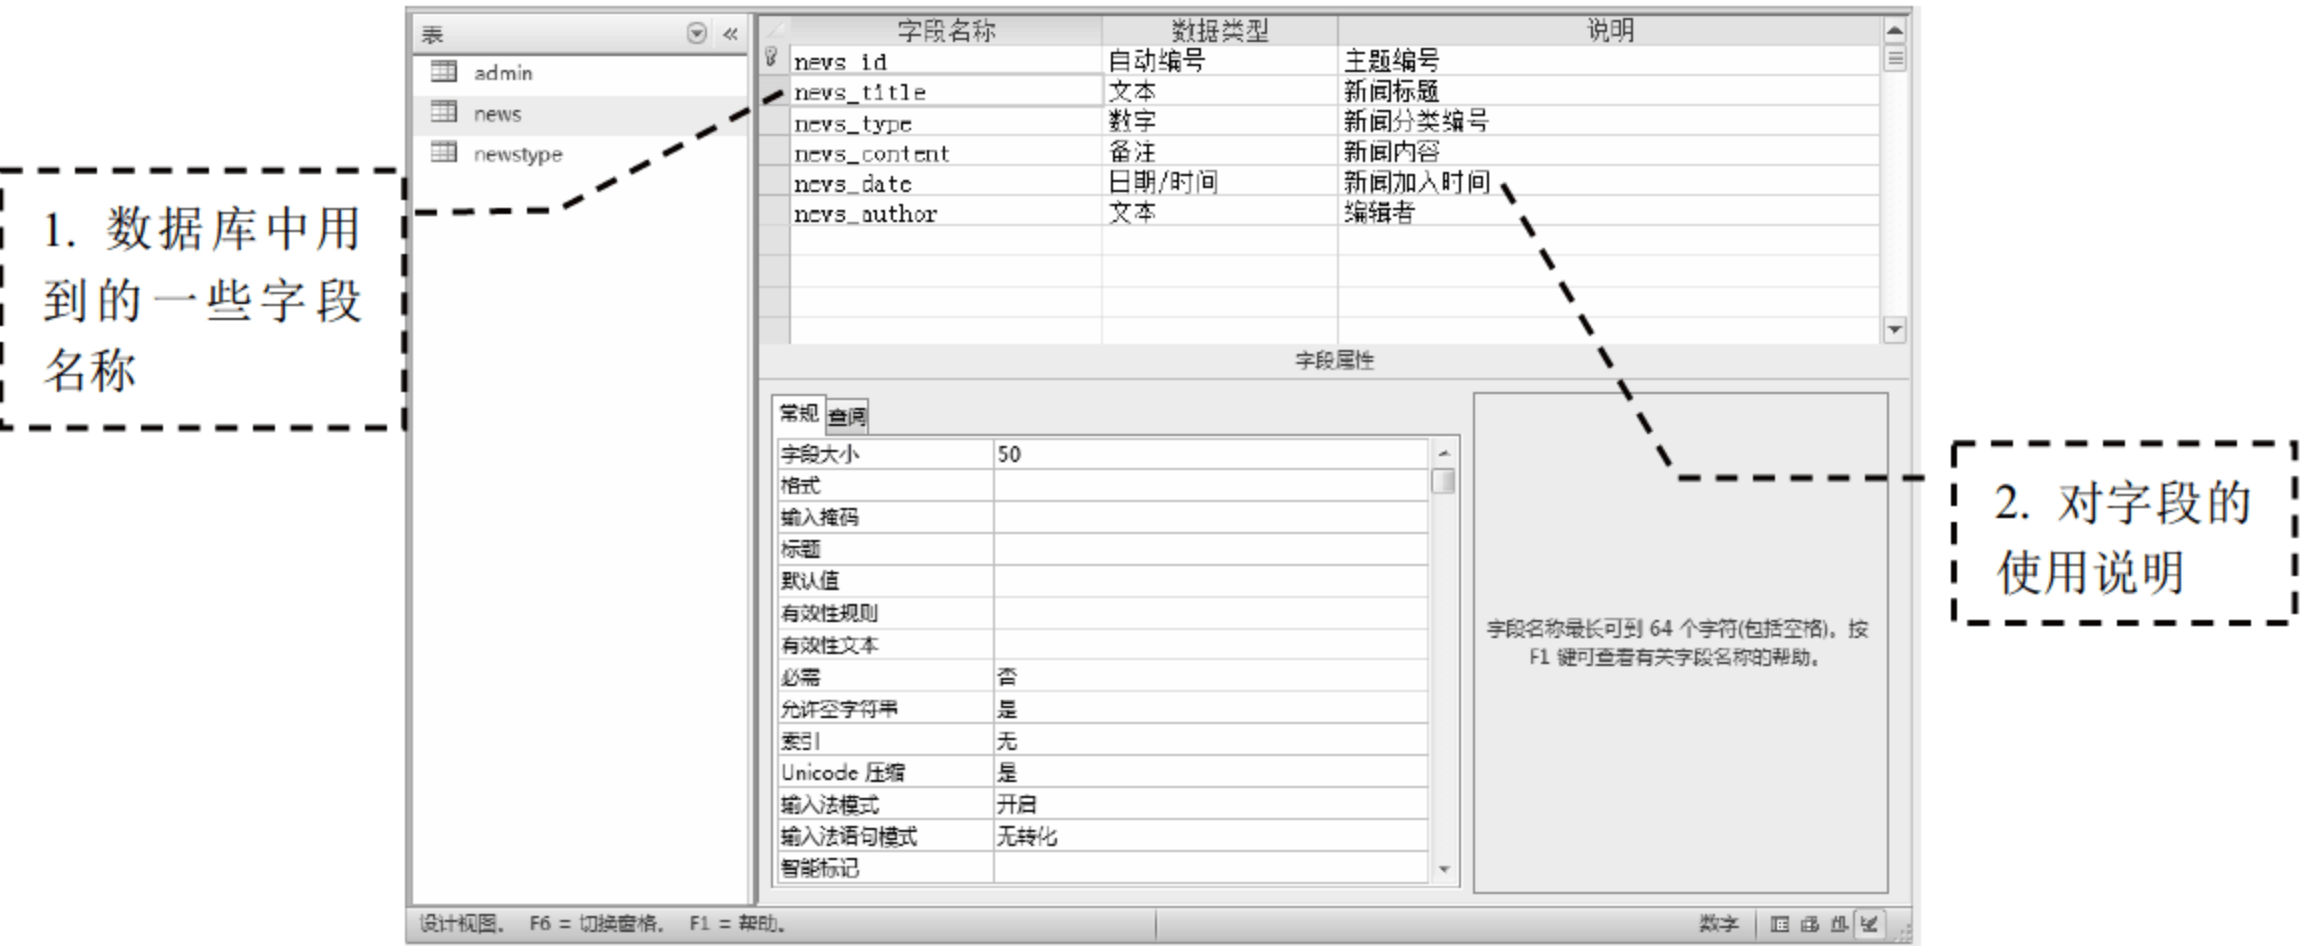 表
admin
news
newstype
字段名称 数据类型 说明
news_id 自动编号 主题编号
news_title 文本 新闻标题
news_type 数字 新闻分类编号
news_content 备注 新闻内容
news_date 日期/时间 新闻加入时间
news_author 文本 编辑者
1. 数据库中用
到的一些字段
名称
字段属性
常规 查阅
字段大小 50
格式
输入掩码
标题
默认值
有效性规则
有效性文本
必需 否
允许空字符串 是
索引 无
Unicode 压缩 是
输入法模式 开启
输入法语句模式 无转化
智能标记
字段名称最长可到 64 个字符(包括空格)。按
F1 键可查看有关字段名称的帮助。
2. 对字段的
使用说明
设计视图。 F6 = 切换窗格。 F1 = 帮助。 数字